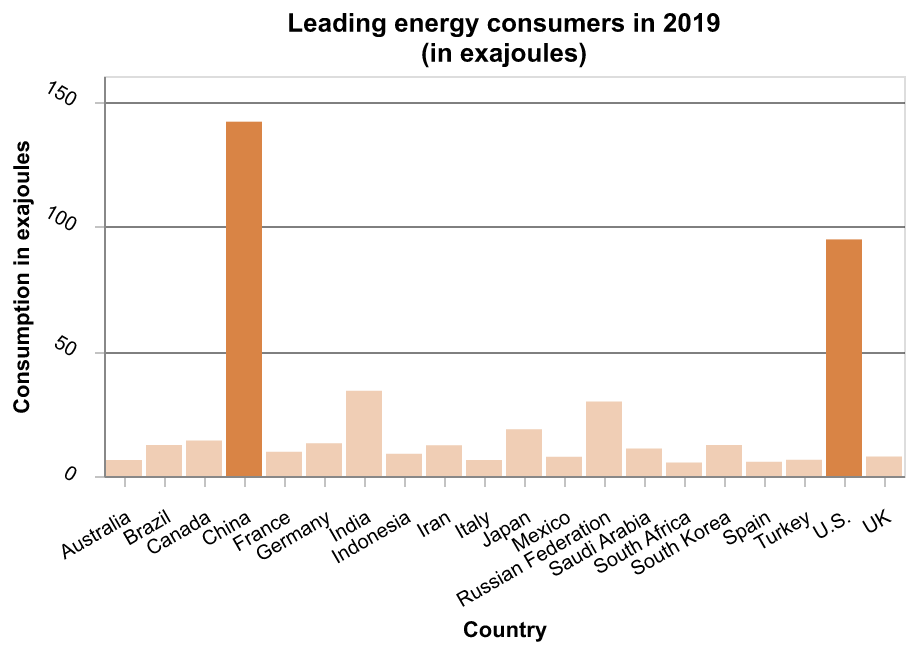 Leading energy consumers in 2019
(in exajoules)
Consumption in exajoules
150
100
50
0
Australia
Brazil
Canada
China
France
Germany
India
Indonesia
Iran
Italy
Japan
Mexico
Russian Federation
Saudi Arabia
South Africa
South Korea
Spain
Turkey
U.S.
UK
Country